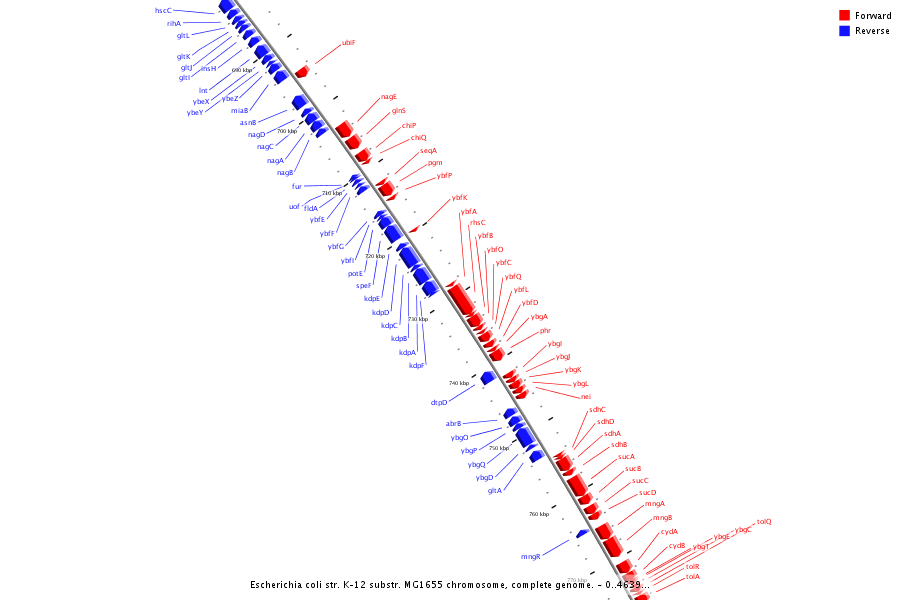 Forward
Reverse
hscC
rihA
gltL
gltK
gltJ
insH
gltI
690 kbp
lnt
ybeX
ybeZ
ybeY
miaB
asnB
700 kbp
nagD
nagC
nagA
nagB
fur
710 kbp
uof
fldA
ybfE
ybfF
ybfG
720 kbp
ybfI
potE
speF
kdpE
kdpD
730 kbp
kdpC
kdpB
kdpA
kdpF
740 kbp
dtpD
abrB
ybgO
750 kbp
ybgP
ybgQ
ybgD
gltA
760 kbp
mngR
770 kbp
ubiF
nagE
glnS
chiP
chiQ
seqA
pgm
ybfP
ybfK
ybfA
rhsC
ybfB
ybfO
ybfC
ybfQ
ybfL
ybfD
ybgA
phr
ybgI
ybgJ
ybgK
ybgL
nei
sdhC
sdhD
sdhA
sdhB
sucA
sucB
sucC
sucD
mngA
mngB
cydA
cydB
ybgT
ybgE
ybgC
tolQ
tolR
tolA
Escherichia coli str. K-12 substr. MG1655 chromosome, complete genome. - 0..4639...